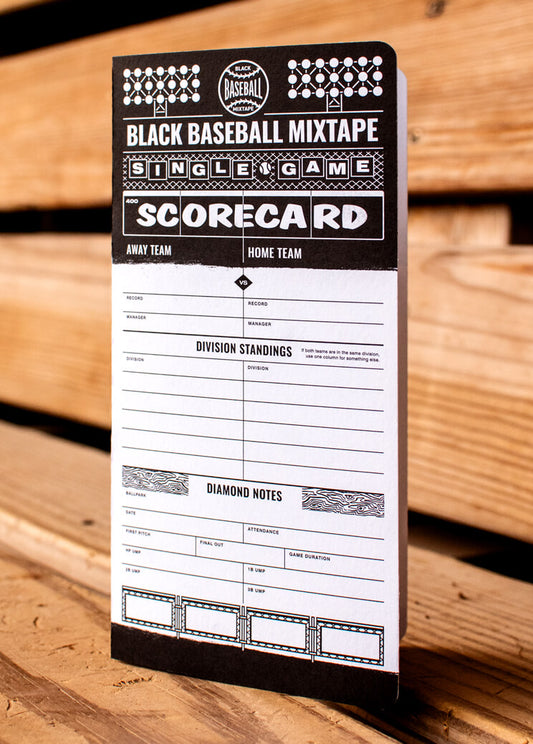 BLACK
BASEBALL
MIXTAPE
BLACK BASEBALL MIXTAPE
SINGLE GAME
400
SCORECARD
AWAY TEAM HOME TEAM
VS
RECORD RECORD
MANAGER MANAGER
DIVISION STANDINGS
If both teams are in the same division,
use one column for something else.
DIVISION DIVISION
DIAMOND NOTES
BALLPARK
DATE ATTENDANCE
FIRST PITCH FINAL OUT GAME DURATION
HP UMP 1B UMP
2B UMP 3B UMP